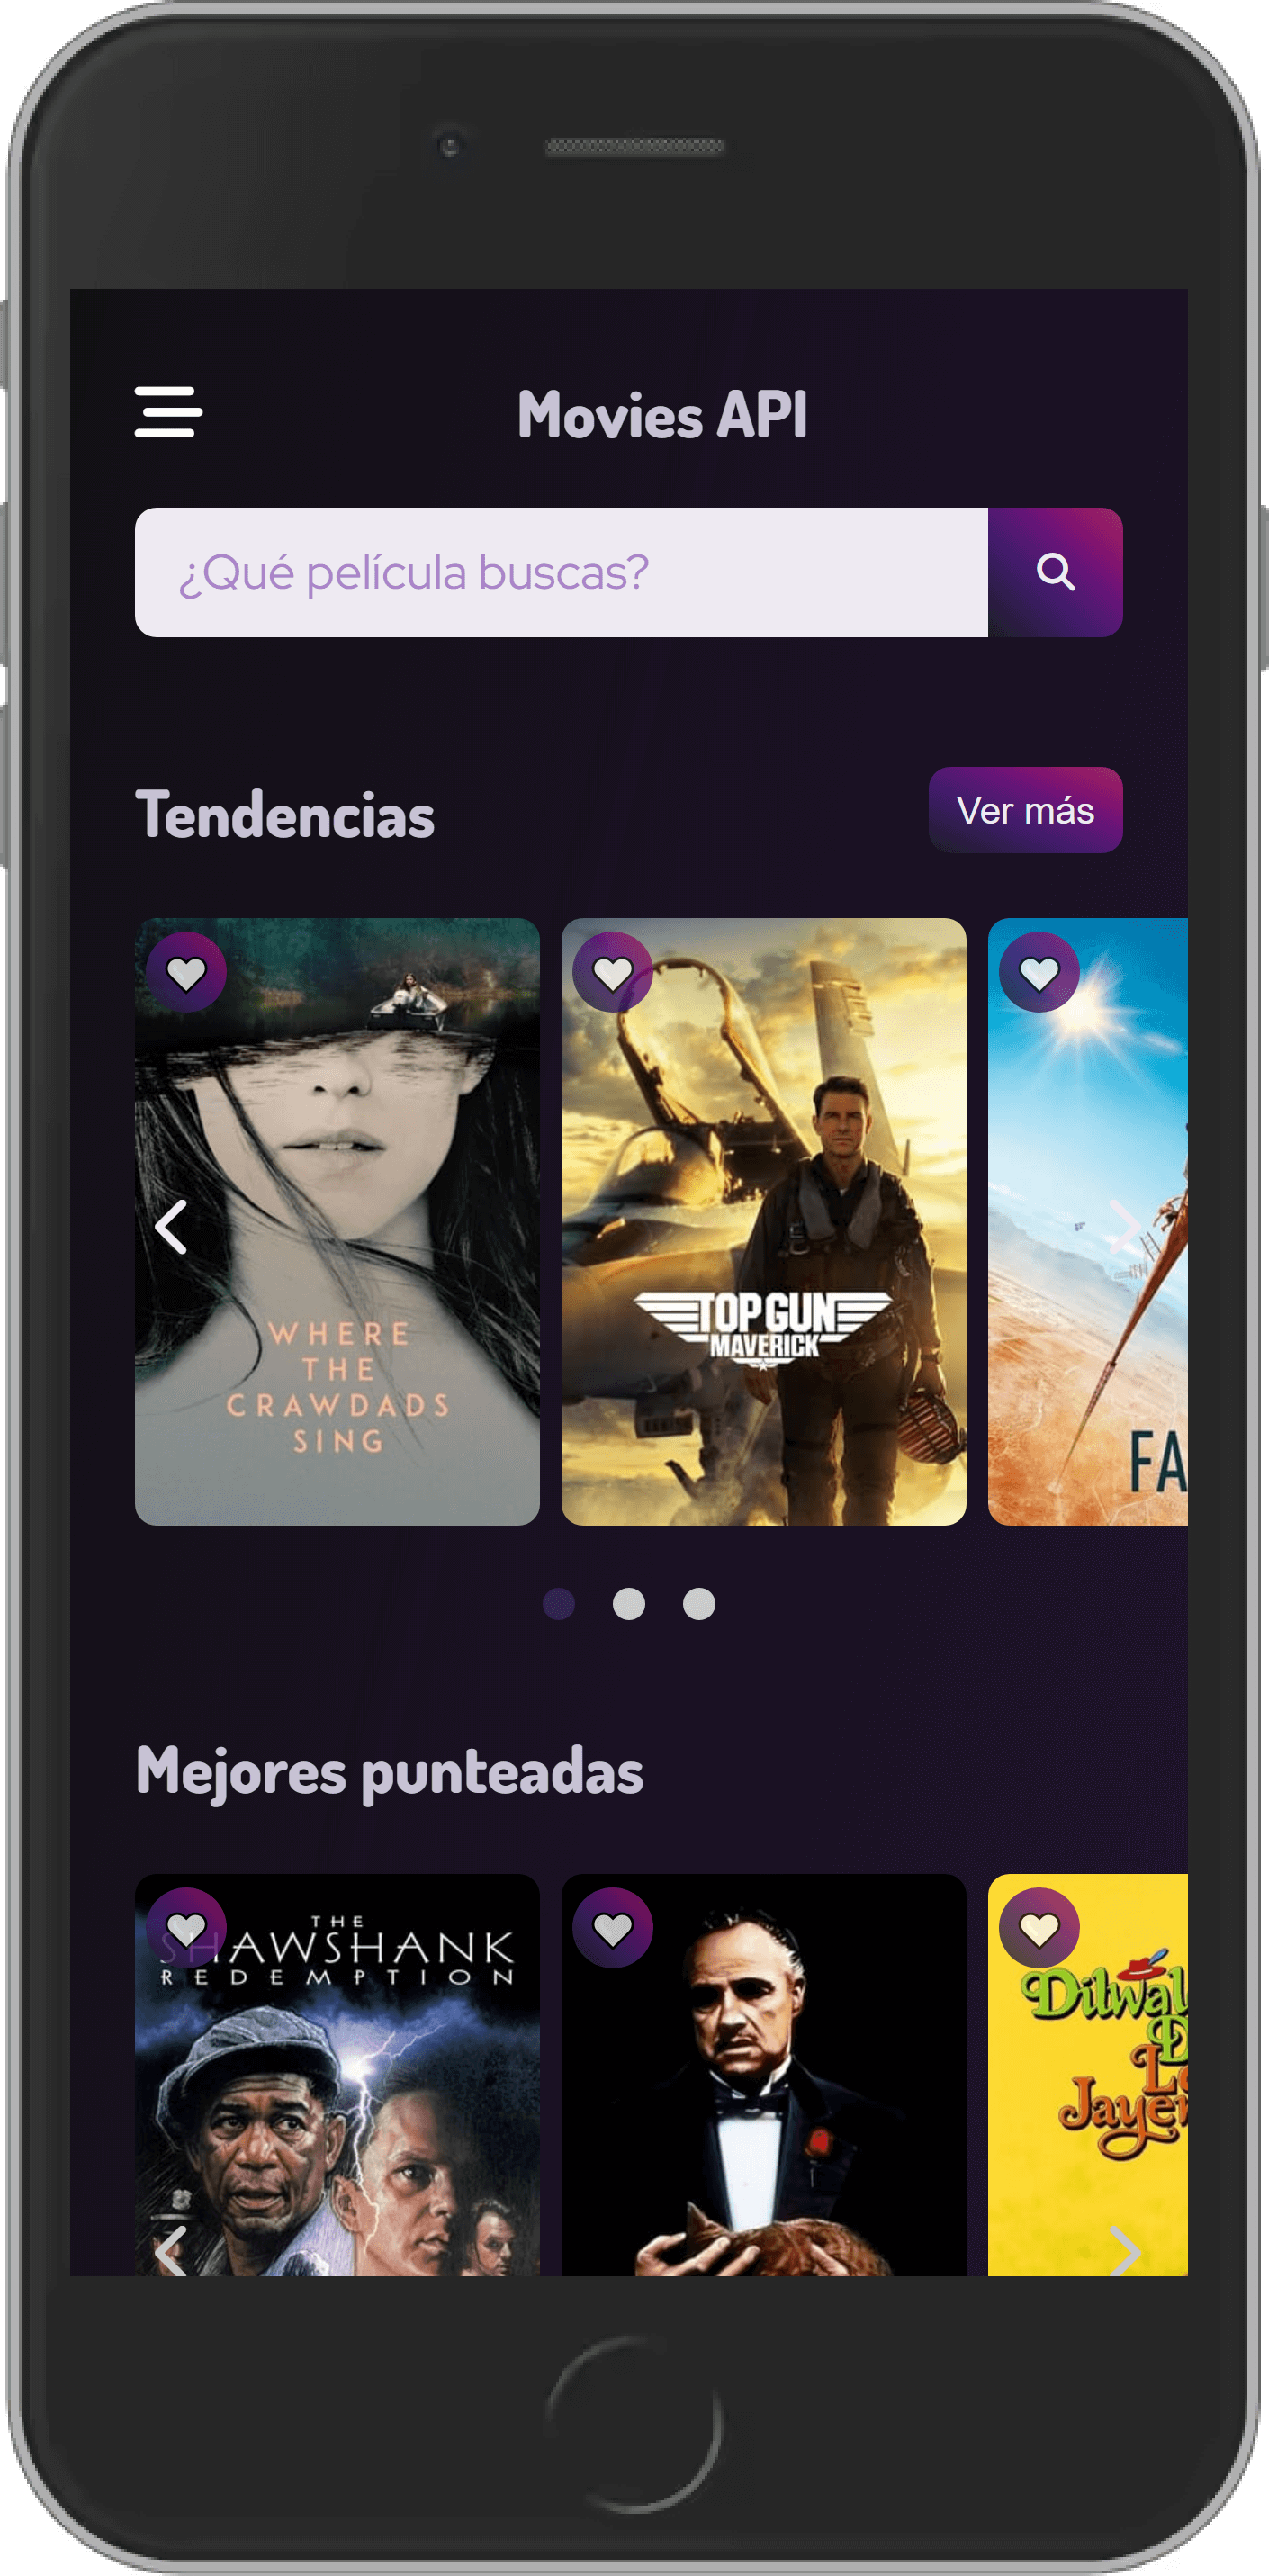 Movies API
¿Qué película buscas?
Tendencias
Ver más
WHERE
THE
CRAWDADS
SING
TOP GUN
MAVERICK
FA
Mejores punteadas
THE
SHAWSHANK
REDEMPTION
Dilwal
D
L
Jaye